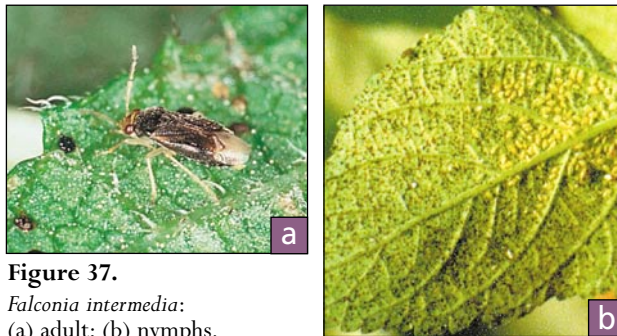 a
b
Figure 37.
Falconia intermedia:
(a) adult; (b) nymphs.